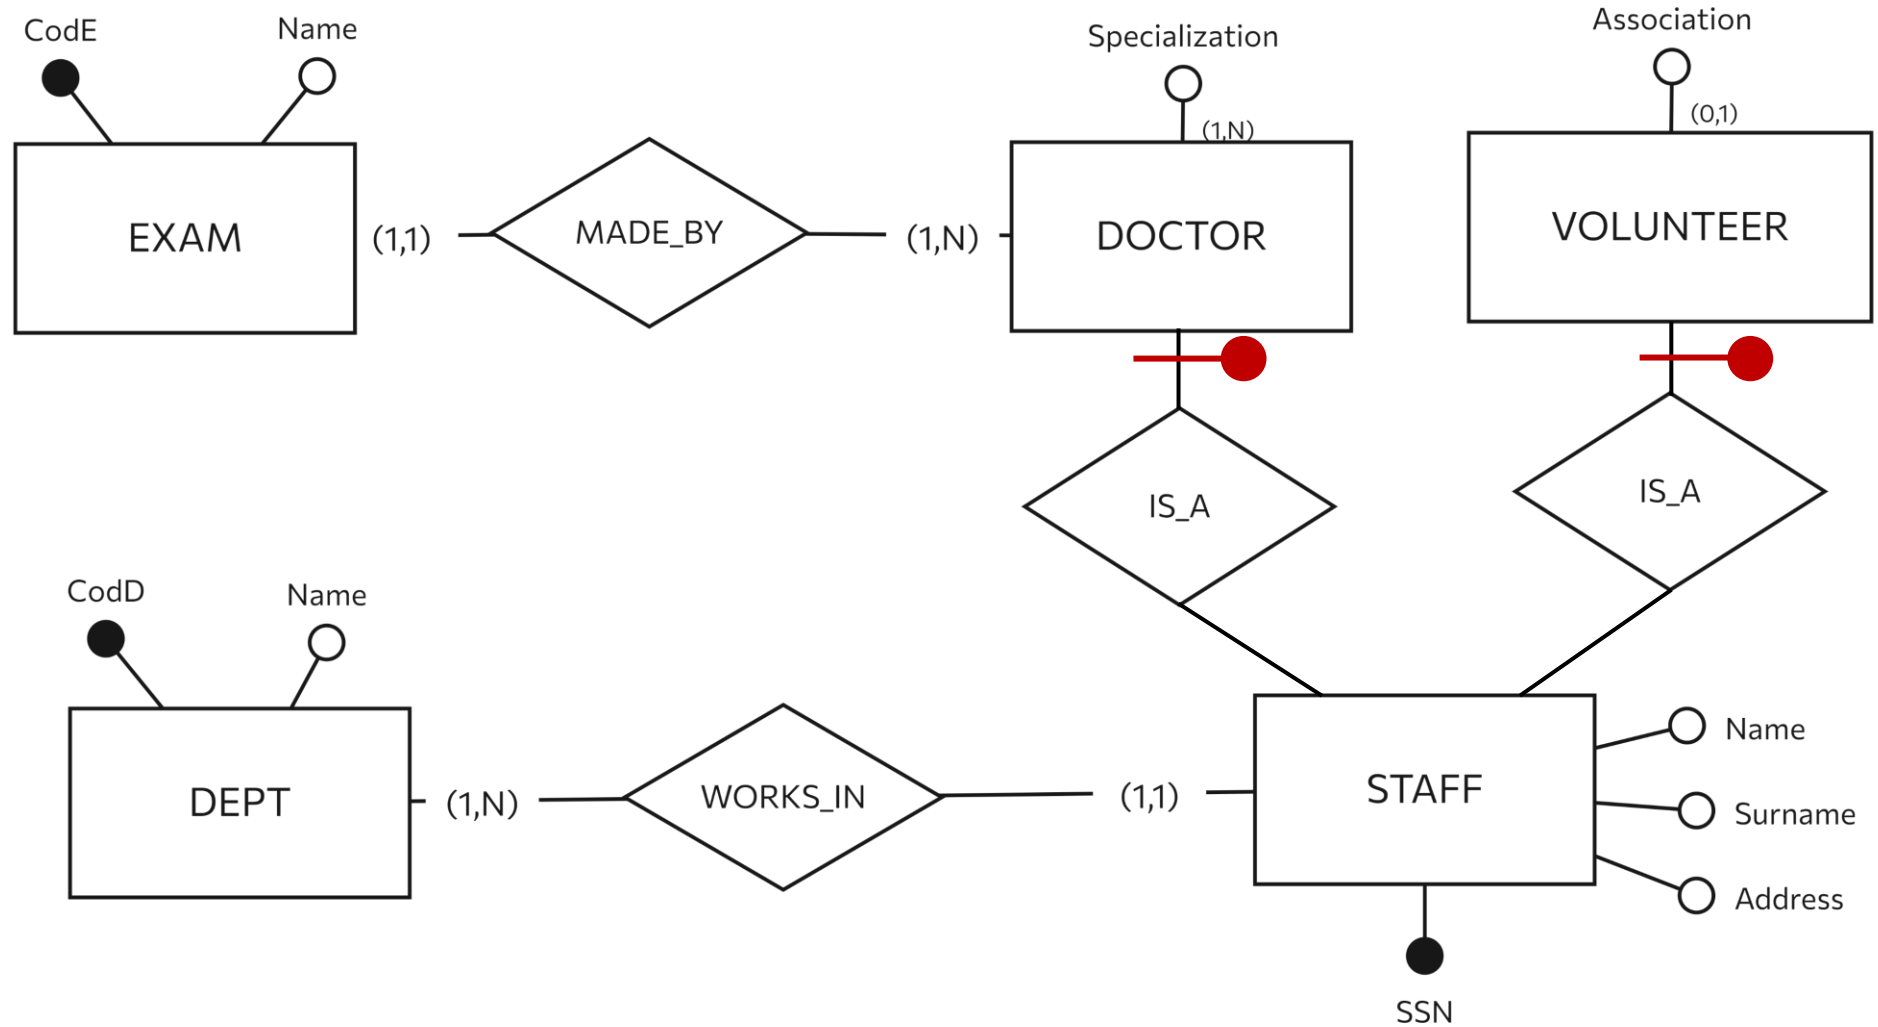 CodE
Name
Specialization
Association
(1,N)
(0,1)
EXAM
(1,1)
MADE_BY
(1,N)
DOCTOR
VOLUNTEER
IS_A
IS_A
CodD
Name
DEPT
(1,N)
WORKS_IN
(1,1)
STAFF
Name
Surname
Address
SSN